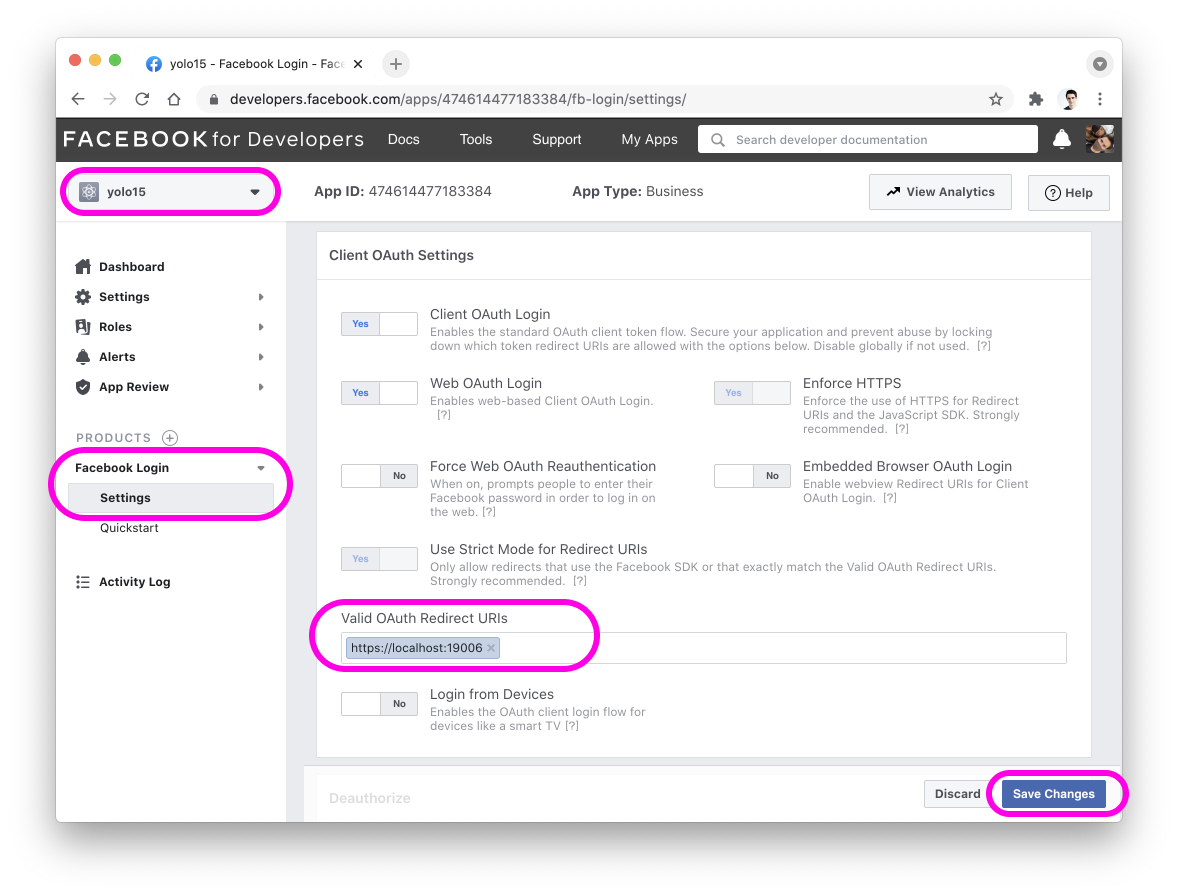 yolo15 - Facebook Login - Face
developers.facebook.com/apps/474614477183384/fb-login/settings/
FACEBOOK for Developers Docs Tools Support My Apps Search developer documentation
yolo15 App ID: 474614477183384 App Type: Business View Analytics Help
Dashboard
Settings
Roles
Alerts
App Review
PRODUCTS
Facebook Login
Settings
Quickstart
Activity Log
Client OAuth Settings
Yes
Client OAuth Login
Enables the standard OAuth client token flow. Secure your application and prevent abuse by locking
down which token redirect URIs are allowed with the options below. Disable globally if not used. [?]
Yes
Web OAuth Login
Enables web-based Client OAuth Login.
[?]
Yes
Enforce HTTPS
Enforce the use of HTTPS for Redirect
URIs and the JavaScript SDK. Strongly
recommended. [?]
No
Force Web OAuth Reauthentication
When on, prompts people to enter their
Facebook password in order to log in on
the web. [?]
No
Embedded Browser OAuth Login
Enable webview Redirect URIs for Client
OAuth Login. [?]
Yes
Use Strict Mode for Redirect URIs
Only allow redirects that use the Facebook SDK or that exactly match the Valid OAuth Redirect URIs.
Strongly recommended. [?]
Valid OAuth Redirect URIs
https://localhost:19006
No
Login from Devices
Enables the OAuth client login flow for
devices like a smart TV [?]
Deauthorize
Discard Save Changes